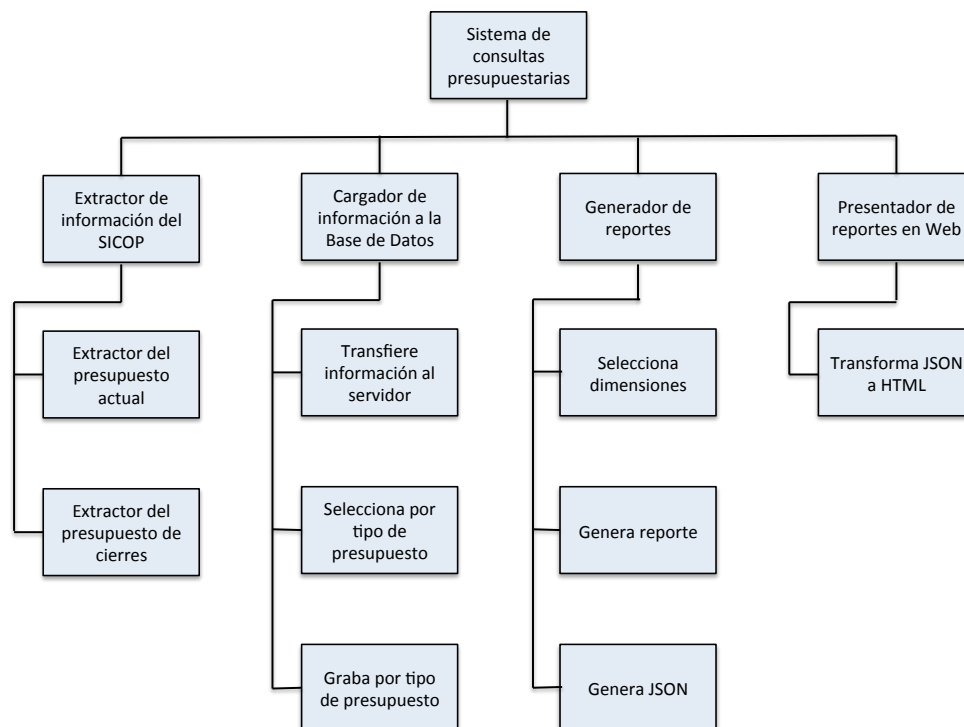 Sistema de
consultas
presupuestarias
Extractor de
información del
SICOP
Cargador de
información a la
Base de Datos
Generador de
reportes
Presentador de
reportes en Web
Extractor del
presupuesto
actual
Transfiere
información al
servidor
Selecciona
dimensiones
Transforma JSON
a HTML
Extractor del
presupuesto de
cierres
Selecciona por
tipo de
presupuesto
Genera reporte
Graba por tipo
de presupuesto
Genera JSON